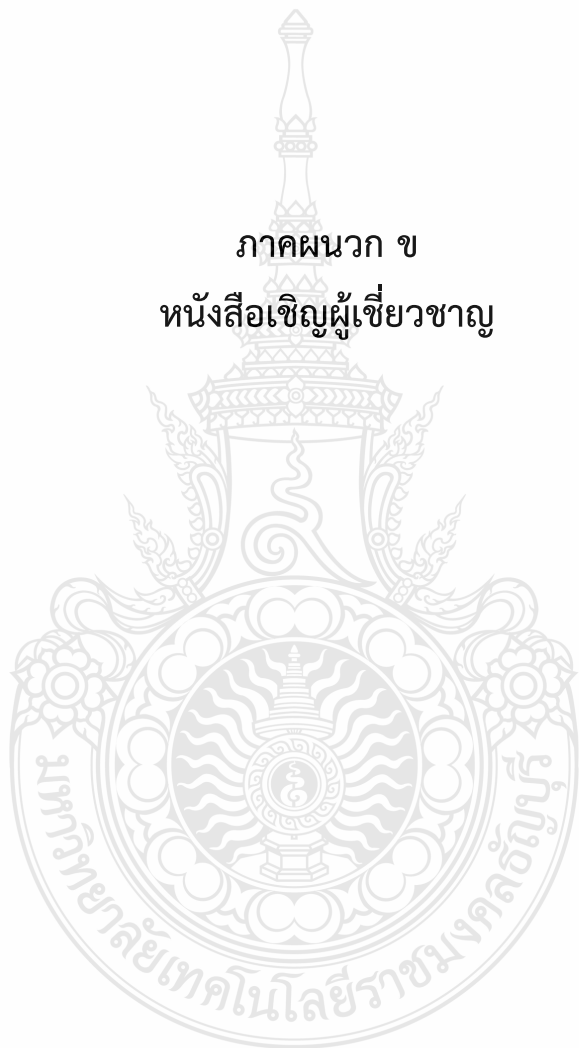 ภาคผนวก ข
หนังสือเชิญผู้เชี่ยวชาญ
มหาวิทยาลัยเทคโนโลยีราชมงคลธัญบุรี